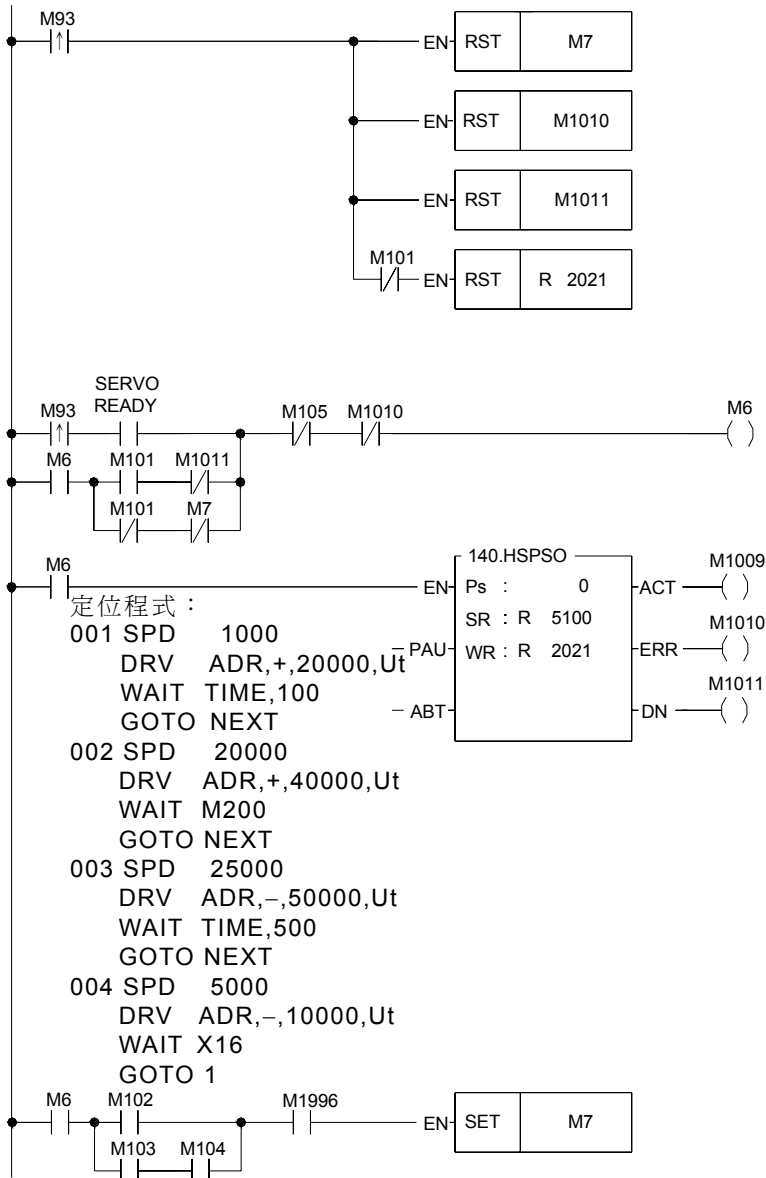 M93
EN RST M7
EN RST M1010
EN RST M1011
M101
EN RST R 2021
SERVO
READY
M93 M105 M1010 M6
M6 M101 M1011
M101 M7
M6
140.HSPSO
EN Ps : 0 ACT M1009
SR : R 5100
PAU WR : R 2021 ERR M1010
ABT DN M1011
定位程式：
001 SPD 1000
DRV ADR,+,20000,Ut
WAIT TIME,100
GOTO NEXT
002 SPD 20000
DRV ADR,+,40000,Ut
WAIT M200
GOTO NEXT
003 SPD 25000
DRV ADR,−,50000,Ut
WAIT TIME,500
GOTO NEXT
004 SPD 5000
DRV ADR,−,10000,Ut
WAIT X16
GOTO 1
M6 M102 M1996
EN SET M7
M103 M104